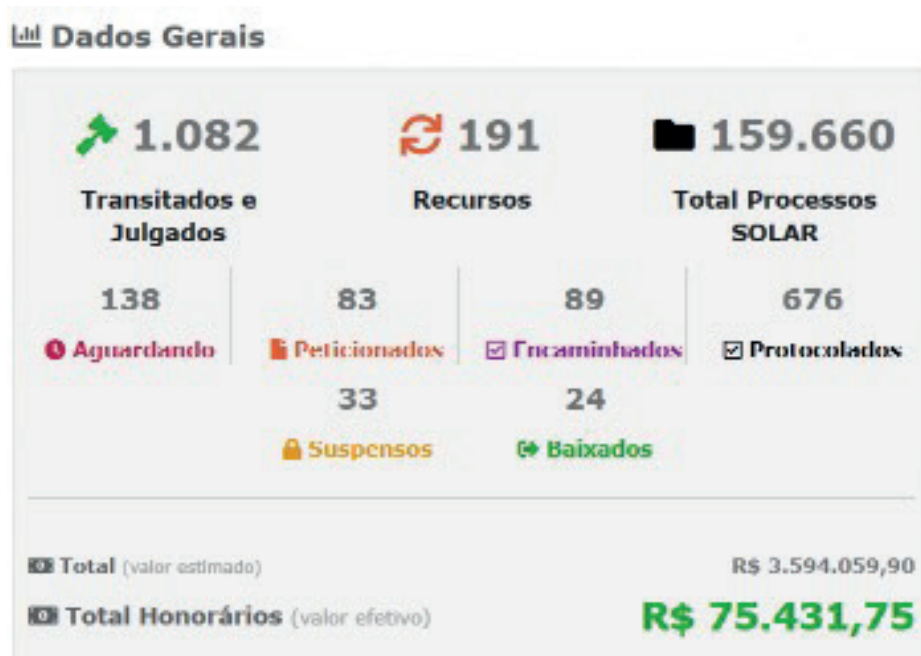 Dados Gerais
1.082 191 159.660
Transitados e Recursos Total Processos
Julgados SOLAR
138 83 89 676
Aguardando Peticionados Encaminhados Protocolados
33 24
Suspensos Baixados
Total (valor estimado) R$ 3.594.059,90
Total Honorários (valor efetivo) R$ 75.431,75